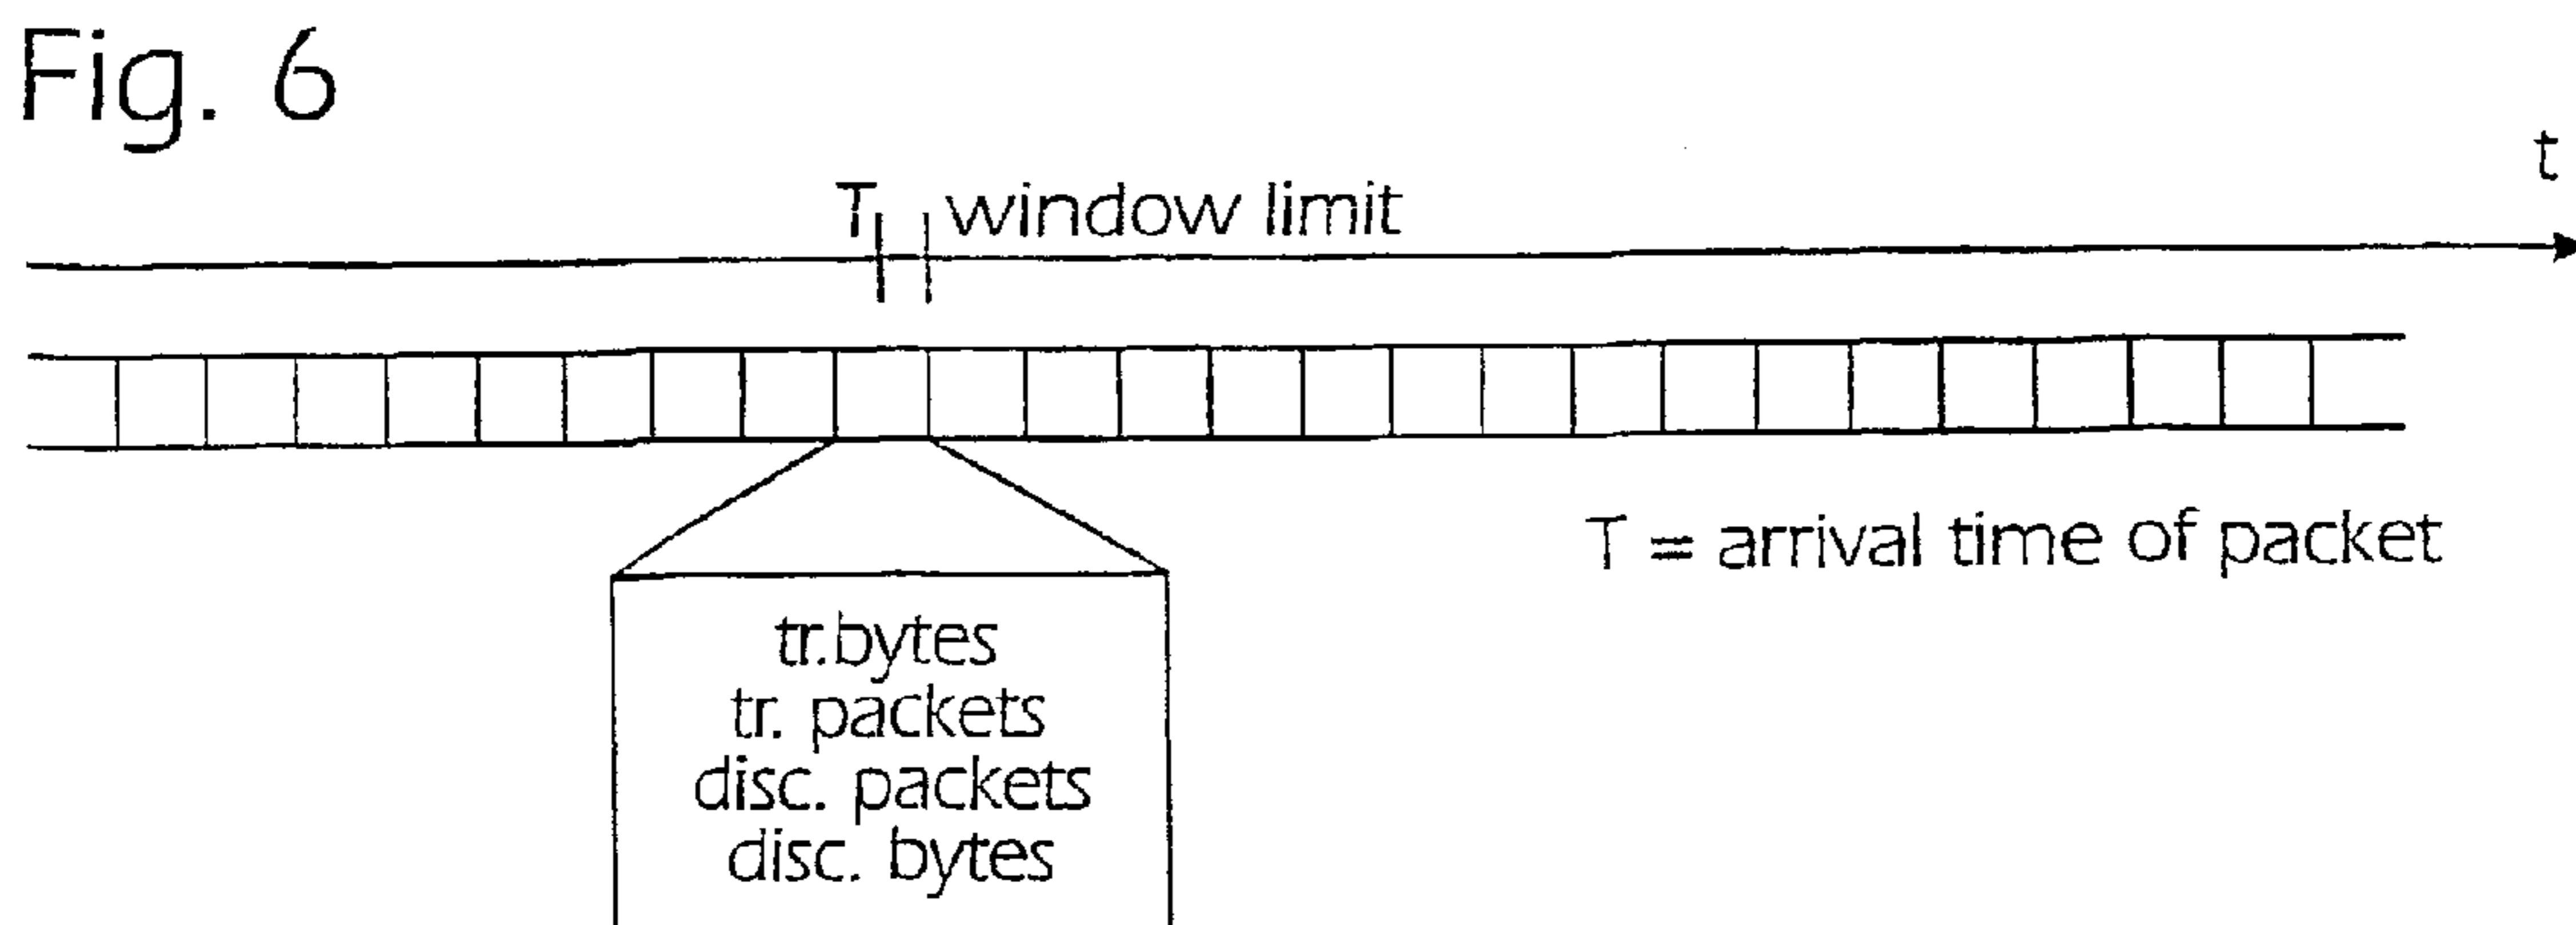 Fig. 6
t
T window limit
T = arrival time of packet
tr.bytes
tr. packets
disc. packets
disc. bytes